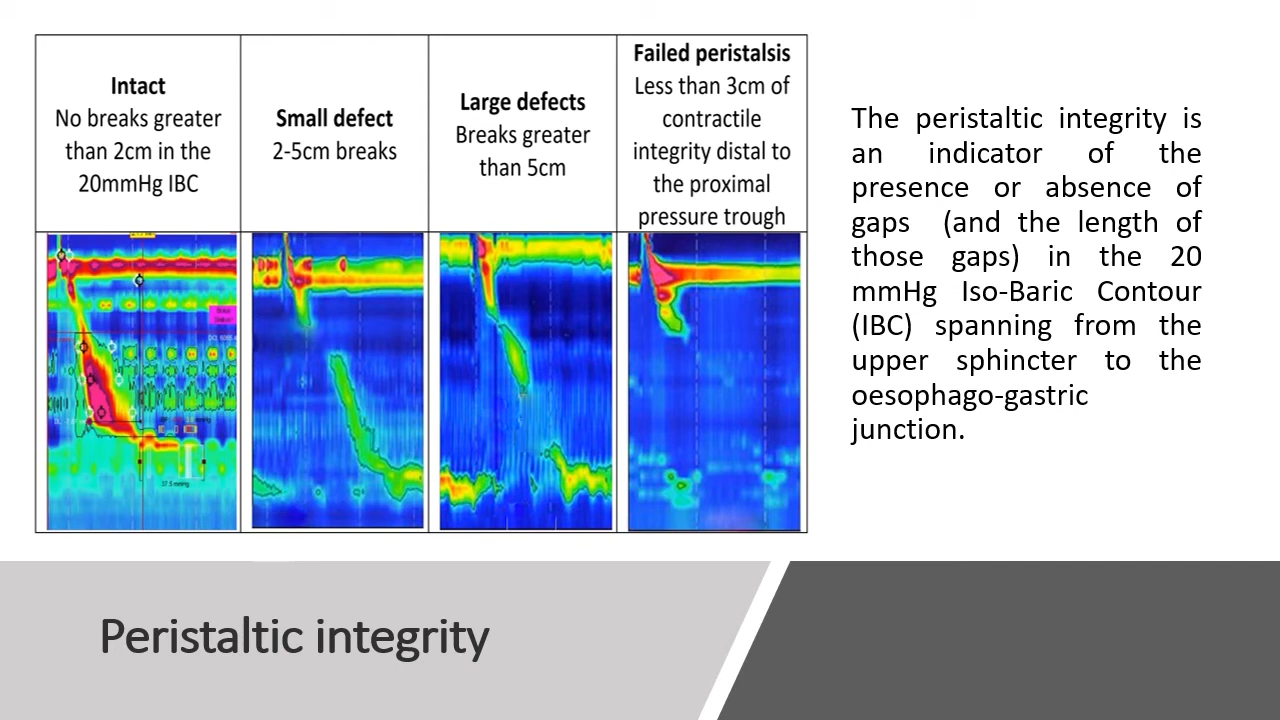 Intact
No breaks greater
than 2cm in the
20mmHg IBC
Small defect
2-5cm breaks
Large defects
Breaks greater
than 5cm
Failed peristalsis
Less than 3cm of
contractile
integrity distal to
the proximal
pressure trough
37.5 mmHg
The peristaltic integrity is
an indicator of the
presence or absence of
gaps (and the length of
those gaps) in the 20
mmHg Iso-Baric Contour
(IBC) spanning from the
upper sphincter to the
oesophago-gastric
junction.
Peristaltic integrity